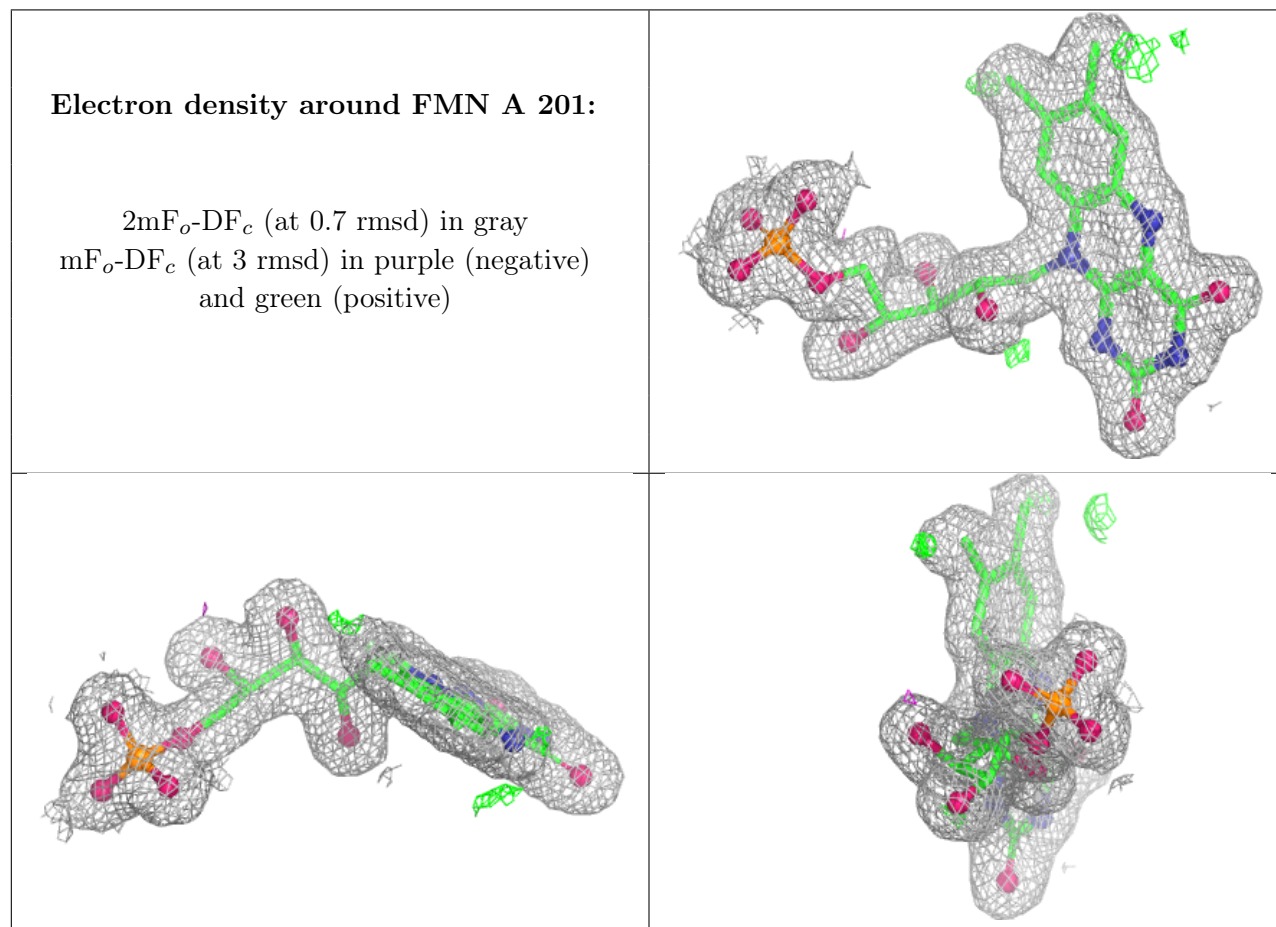 Electron density around FMN A 201:
2mFo-DFc (at 0.7 rmsd) in gray
mFo-DFc (at 3 rmsd) in purple (negative)
and green (positive)